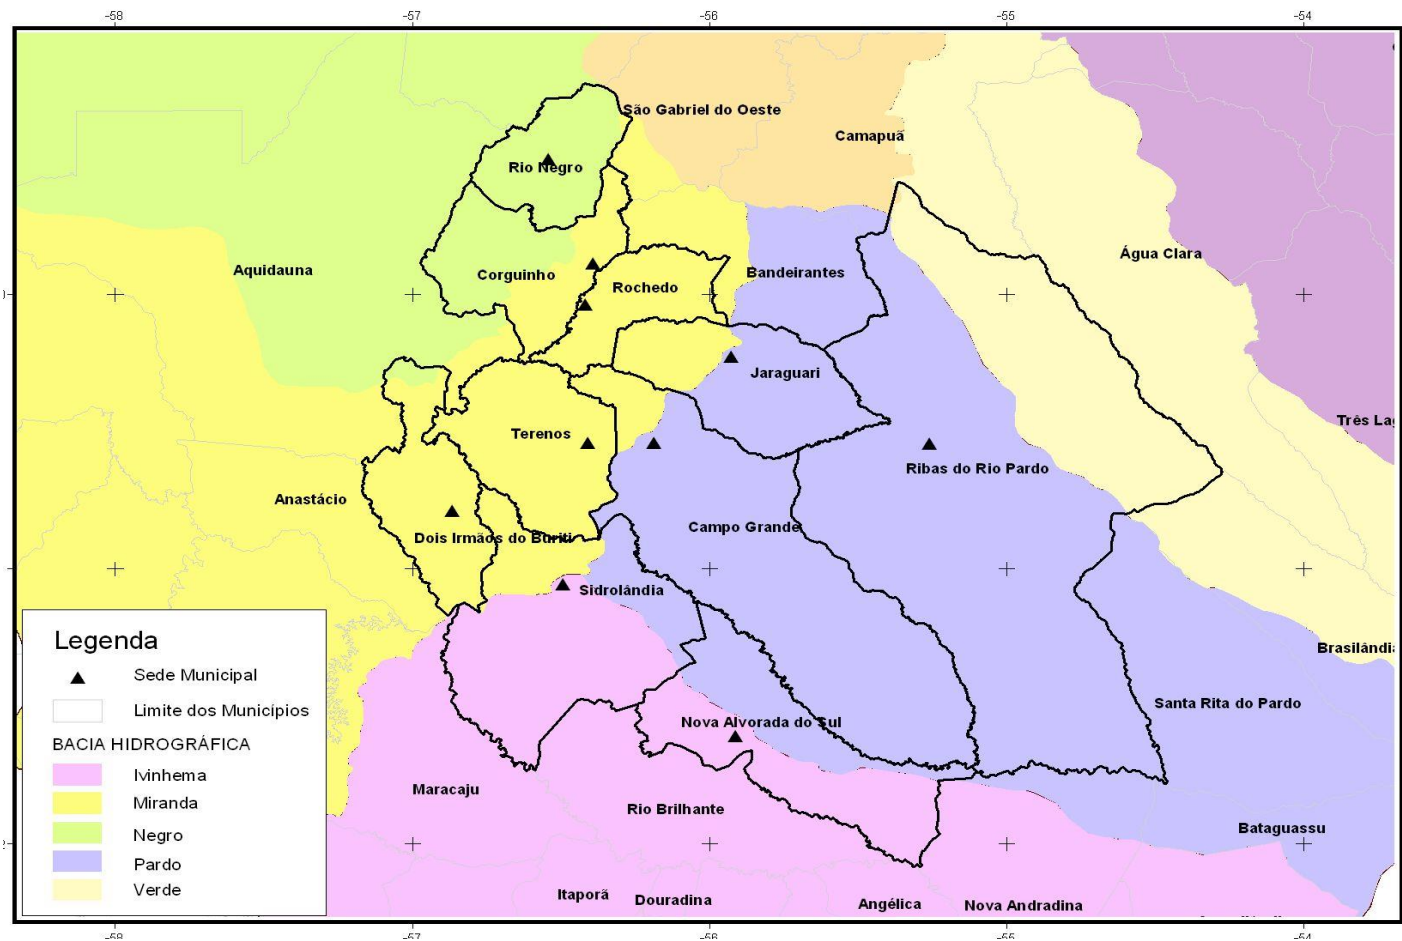 -58
-57
-56
-55
-54
São Gabriel do Oeste
Camapuã
Rio Negro
Água Clara
Aquidauna
Corguinho
Bandeirantes
Rochedo
Jaraguari
Três Lag
Terenos
Ribas do Rio Pardo
Anastácio
Campo Grande
Dois Irmãos do Buriti
Sidrolândia
Brasilândia
Santa Rita do Pardo
Nova Alvorada do Sul
Maracaju
Rio Brilhante
Bataguassu
Itaporã
Douradina
Angélica
Nova Andradina
Legenda
Sede Municipal
Limite dos Municípios
BACIA HIDROGRÁFICA
Ivinhema
Miranda
Negro
Pardo
Verde
-58
-57
-56
-55
-54